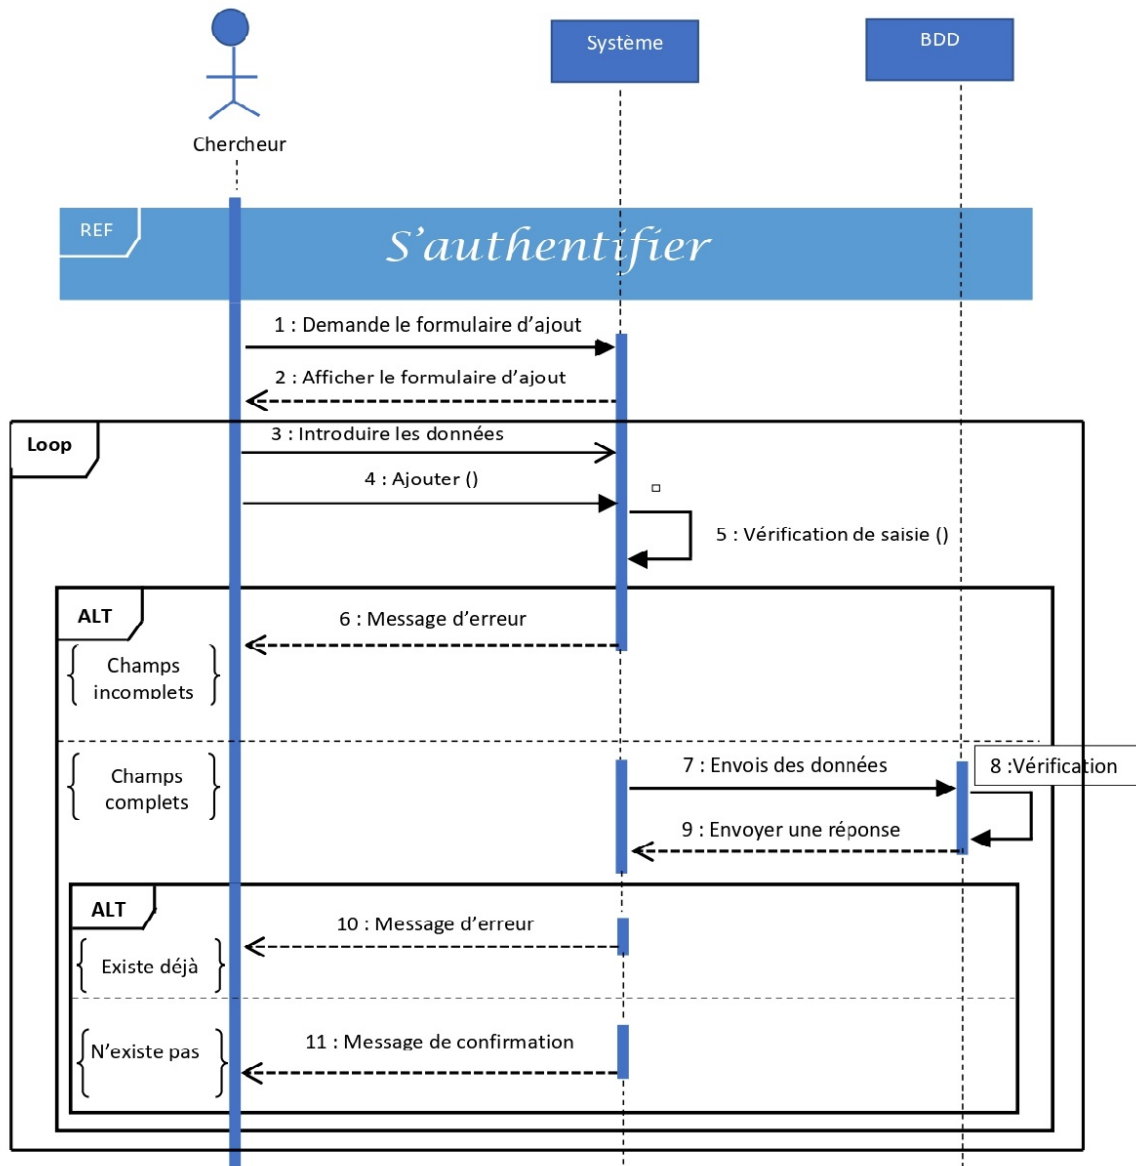 Système
BDD
Chercheur
REF
S'authentifier
1 : Demande le formulaire d'ajout
2 : Afficher le formulaire d'ajout
Loop
3 : Introduire les données
4 : Ajouter ()
5 : Vérification de saisie ()
ALT
6 : Message d'erreur
Champs
incomplets
Champs
complets
7 : Envois des données
8 :Vérification
9 : Envoyer une réponse
ALT
10 : Message d'erreur
Existe déjà
11 : Message de confirmation
N'existe pas